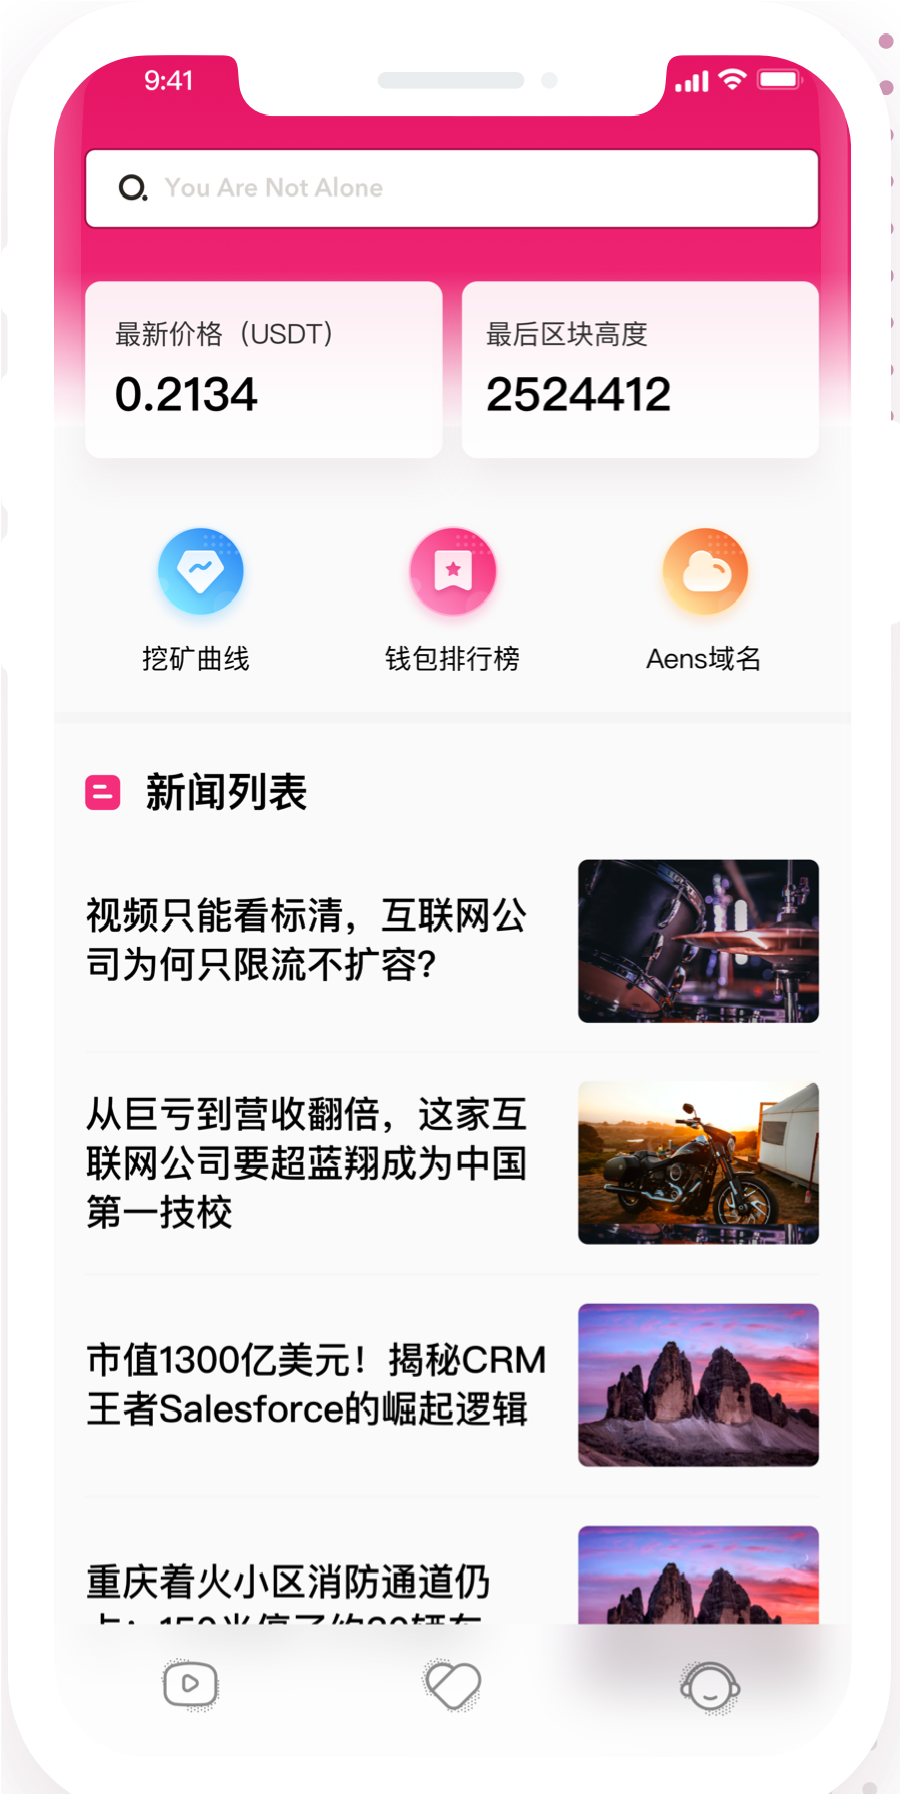 9:41
You Are Not Alone
最新价格（USDT）
0.2134
最后区块高度
2524412
挖矿曲线
钱包排行榜
Aens域名
新闻列表
视频只能看标清，互联网公
司为何只限流不扩容？
从巨亏到营收翻倍，这家互
联网公司要超蓝翔成为中国
第一技校
市值1300亿美元！揭秘CRM
王者Salesforce的崛起逻辑
重庆着火小区消防通道仍